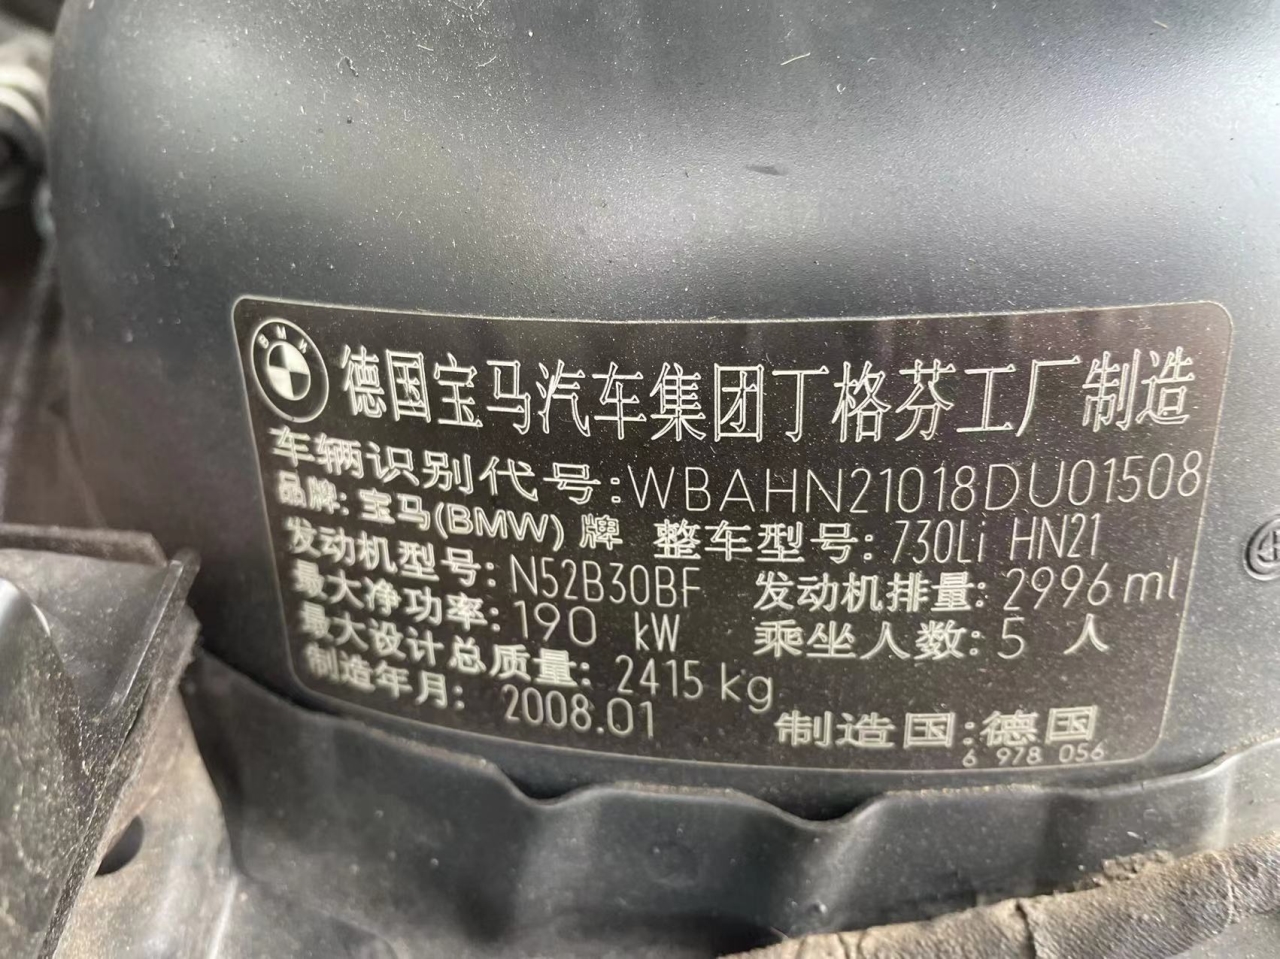 BMW
德国宝马汽车集团丁格芬工厂制造
车辆识别代号:WBAHN21018DU01508
品牌:宝马(BMW)牌 整车型号:730Li HN21
发动机型号:N52B30BF 发动机排量:2996ml
最大净功率:190 kW 乘坐人数:5 人
最大设计总质量:2415kg
制造年月:2008.01 制造国:德国
6 978 056